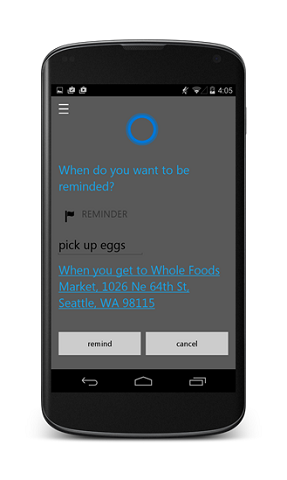 4:05
When do you want to be
reminded?
REMINDER
pick up eggs
When you get to Whole Foods
Market, 1026 Ne 64th St,
Seattle, WA 98115
remind cancel